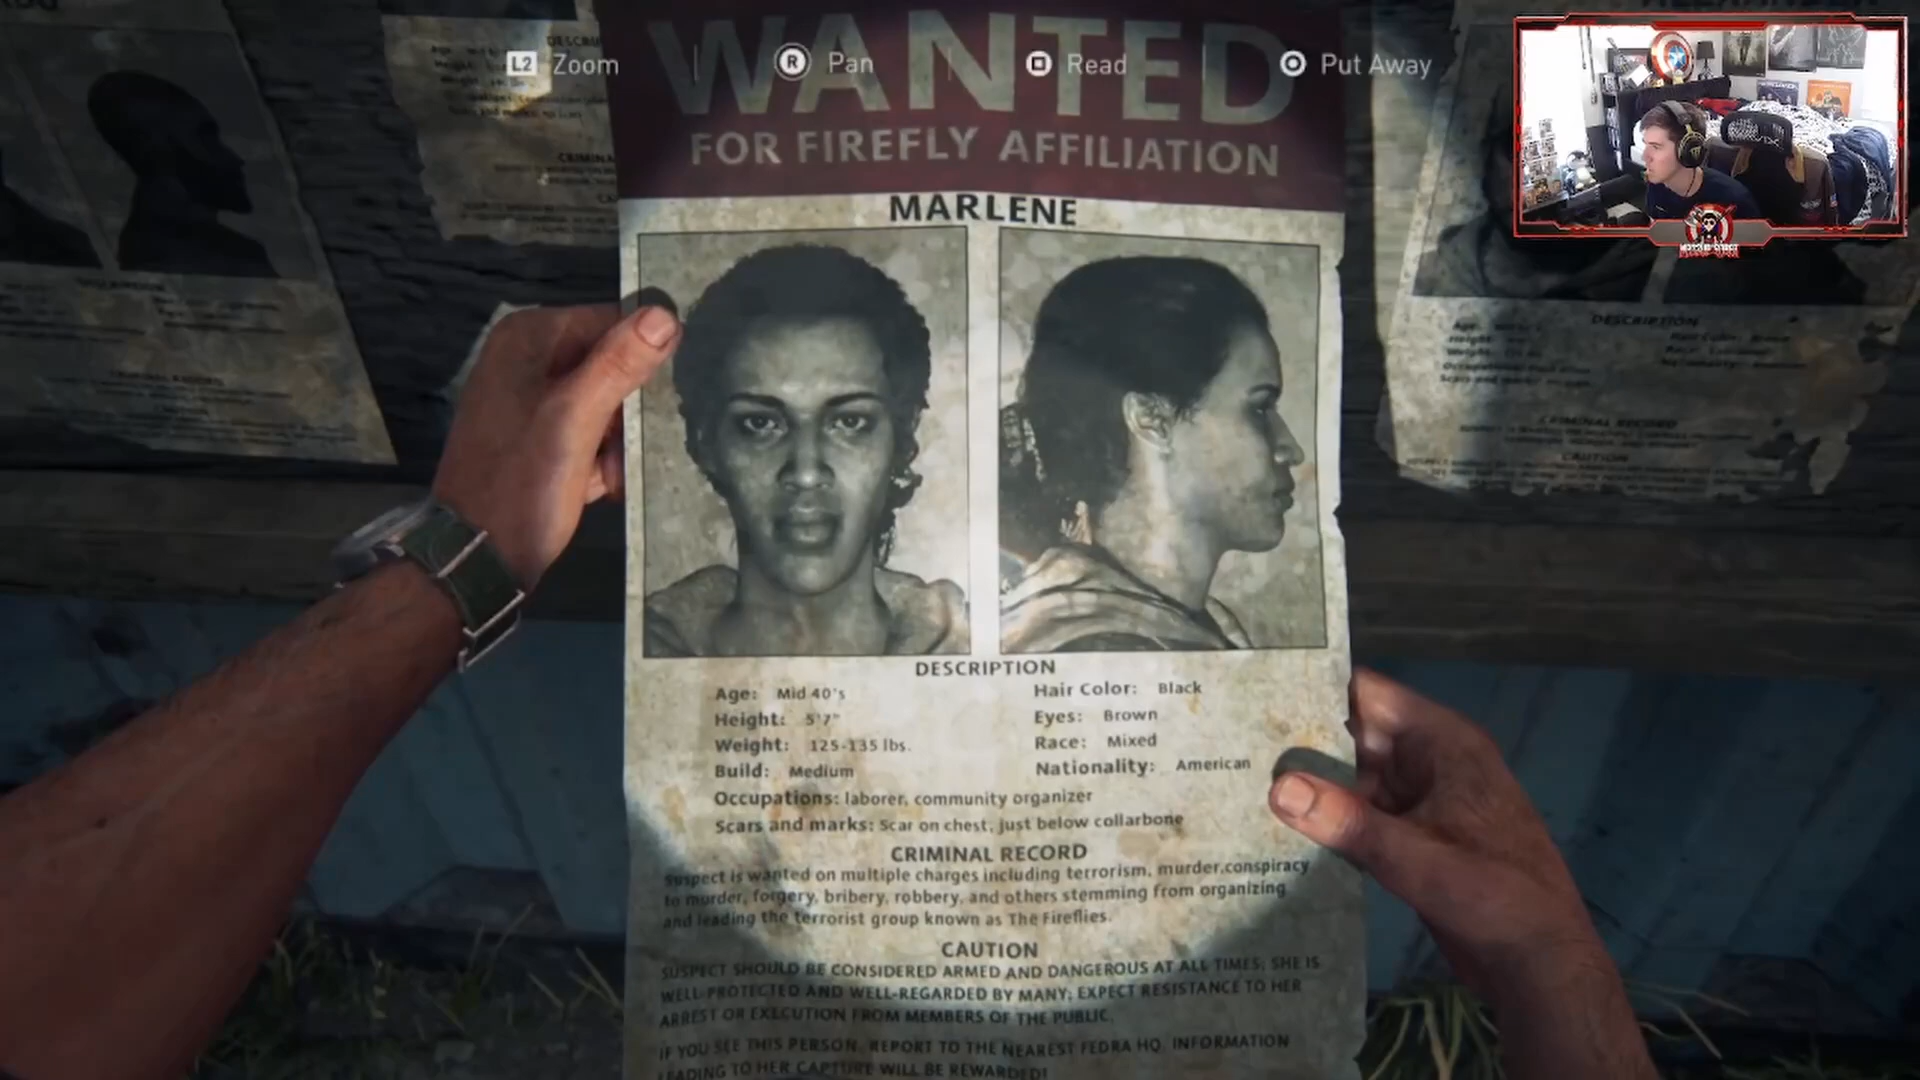 L2 Zoom R Pan Read Put Away
WANTED
FOR FIREFLY AFFILIATION
MARLENE
DESCRIPTION
Age: Mid 40's Hair Color: Black
Height: 5'7" Eyes: Brown
Weight: 125-135 lbs. Race: Mixed
Build: Medium Nationality: American
Occupations: laborer, community organizer
Scars and marks: Scar on chest, just below collarbone
CRIMINAL RECORD
Suspect is wanted on multiple charges including terrorism, murder,conspiracy
to murder, forgery, bribery, robbery, and others stemming from organizing
and leading the terrorist group known as The Fireflies.
CAUTION
SUSPECT SHOULD BE CONSIDERED ARMED AND DANGEROUS AT ALL TIMES; SHE IS
WELL-PROTECTED AND WELL-REGARDED BY MANY; EXPECT RESISTANCE TO HER
ARREST OR EXECUTION FROM MEMBERS OF THE PUBLIC.
IF YOU SEE THIS PERSON, REPORT TO THE NEAREST FEDRA HQ. INFORMATION
LEADING TO HER CAPTURE WILL BE REWARDED!
DESCRIPTION
CRIMINAL RECORD
CAUTION